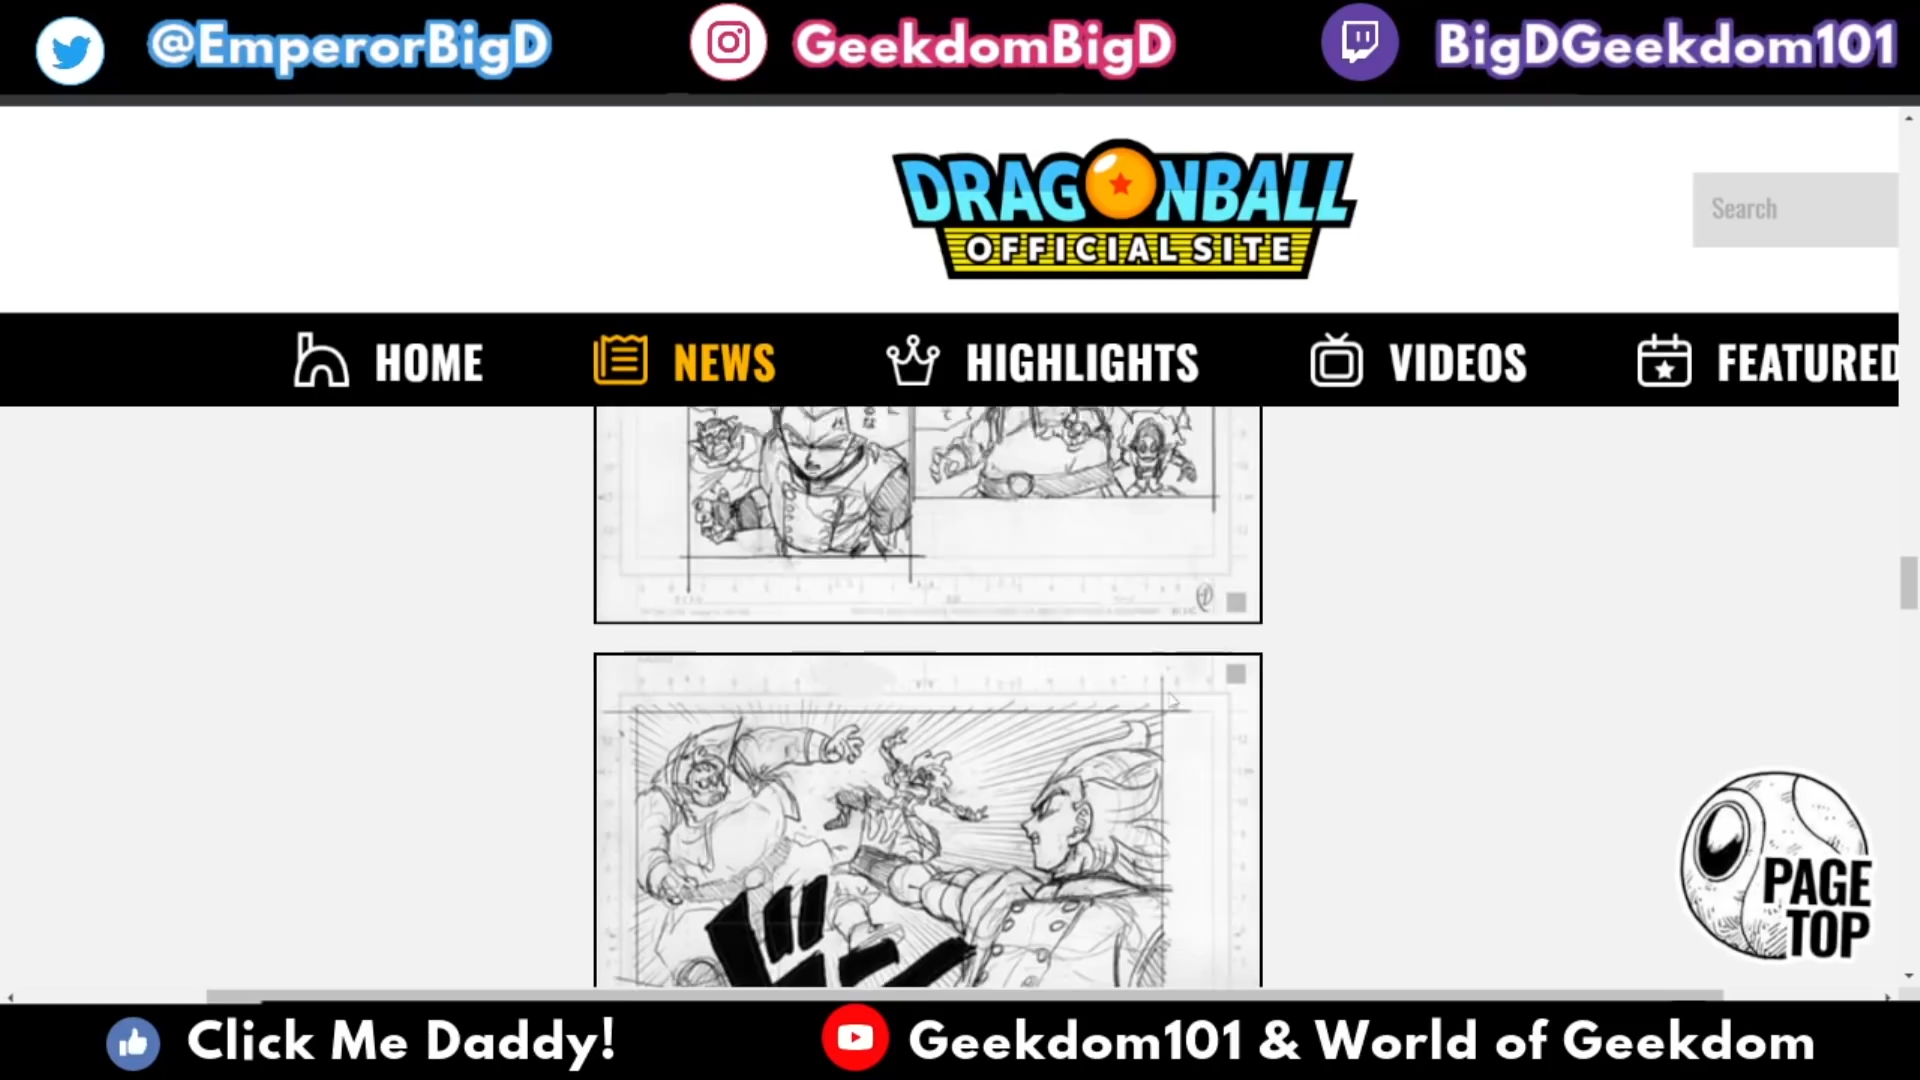 @EmperorBigD
GeekdomBigD
BigDGeekdom101
DRAGONBALL
OFFICIAL SITE
Search
HOME
NEWS
HIGHLIGHTS
VIDEOS
FEATURED
PAGE
TOP
Click Me Daddy!
Geekdom101 & World of Geekdom